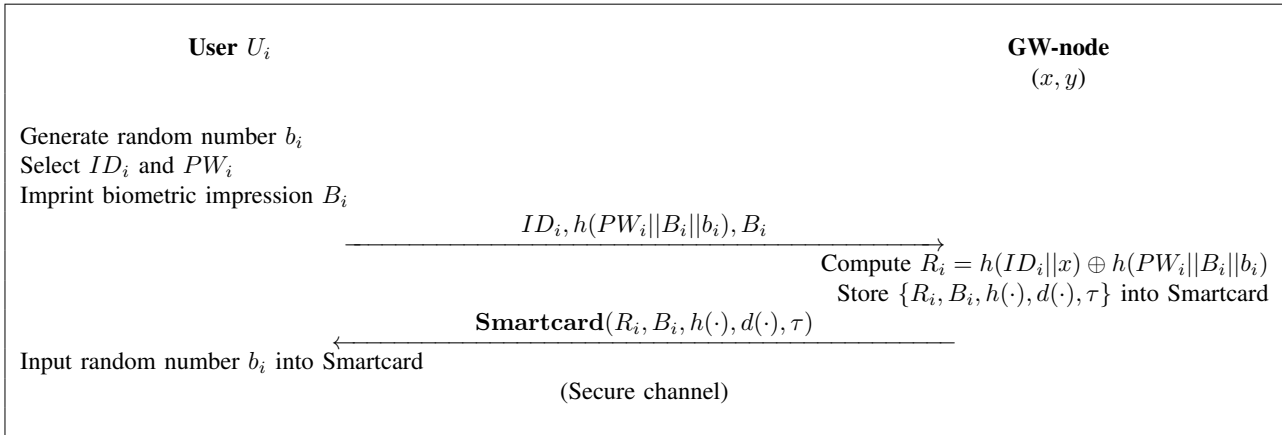 User U_i
GW-node
(x, y)
Generate random number b_i
Select ID_i and PW_i
Imprint biometric impression B_i
ID_i, h(PW_i||B_i||b_i), B_i
Compute R_i = h(ID_i||x) ⊕ h(PW_i||B_i||b_i)
Store {R_i, B_i, h(·), d(·), τ} into Smartcard
Smartcard(R_i, B_i, h(·), d(·), τ)
Input random number b_i into Smartcard
(Secure channel)